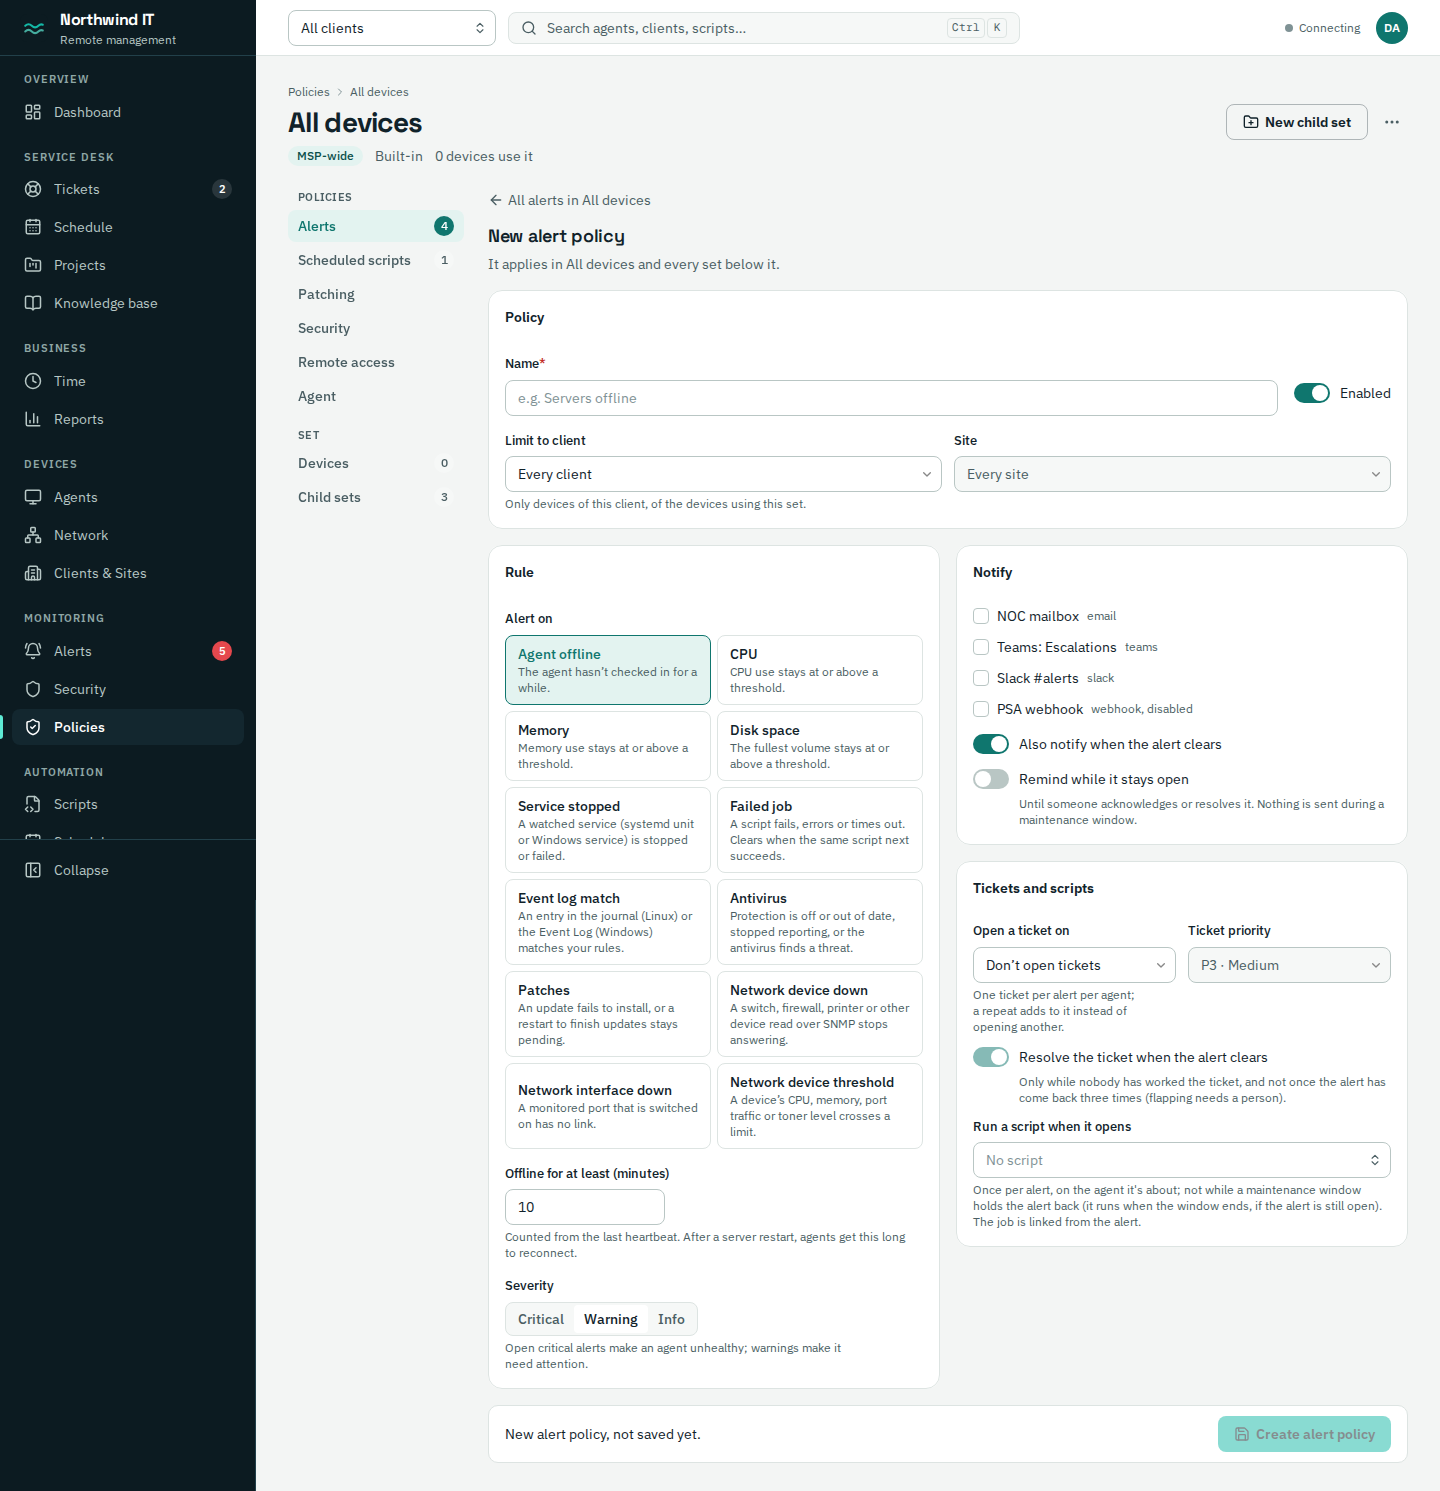 Northwind IT
Remote management
OVERVIEW
Dashboard
SERVICE DESK
Tickets
2
Schedule
Projects
Knowledge base
BUSINESS
Time
Reports
DEVICES
Agents
Network
Clients & Sites
MONITORING
Alerts
5
Security
Policies
AUTOMATION
Scripts
Collapse
All clients
Search agents, clients, scripts...
Ctrl K
Connecting
DA
Policies > All devices
All devices
New child set
MSP-wide Built-in 0 devices use it
POLICIES
Alerts 4
Scheduled scripts 1
Patching
Security
Remote access
Agent
SET
Devices 0
Child sets 3
All alerts in All devices
New alert policy
It applies in All devices and every set below it.
Policy
Name*
e.g. Servers offline
Enabled
Limit to client
Every client
Only devices of this client, of the devices using this set.
Site
Every site
Rule
Alert on
Agent offline
The agent hasn't checked in for a
while.
CPU
CPU use stays at or above a
threshold.
Memory
Memory use stays at or above a
threshold.
Disk space
The fullest volume stays at or
above a threshold.
Service stopped
A watched service (systemd unit
or Windows service) is stopped
or failed.
Failed job
A script fails, errors or times out.
Clears when the same script next
succeeds.
Event log match
An entry in the journal (Linux) or
the Event Log (Windows)
matches your rules.
Antivirus
Protection is off or out of date,
stopped reporting, or the
antivirus finds a threat.
Patches
An update fails to install, or a
restart to finish updates stays
pending.
Network device down
A switch, firewall, printer or other
device read over SNMP stops
answering.
Network interface down
A monitored port that is switched
on has no link.
Network device threshold
A device's CPU, memory, port
traffic or toner level crosses a
limit.
Offline for at least (minutes)
10
Counted from the last heartbeat. After a server restart, agents get this long
to reconnect.
Severity
Critical Warning Info
Open critical alerts make an agent unhealthy; warnings make it
need attention.
Notify
NOC mailbox email
Teams: Escalations teams
Slack #alerts slack
PSA webhook webhook, disabled
Also notify when the alert clears
Remind while it stays open
Until someone acknowledges or resolves it. Nothing is sent during a
maintenance window.
Tickets and scripts
Open a ticket on
Don't open tickets
One ticket per alert per agent;
a repeat adds to it instead of
opening another.
Ticket priority
P3 · Medium
Resolve the ticket when the alert clears
Only while nobody has worked the ticket, and not once the alert has
come back three times (flapping needs a person).
Run a script when it opens
No script
Once per alert, on the agent it's about; not while a maintenance window
holds the alert back (it runs when the window ends, if the alert is still open).
The job is linked from the alert.
New alert policy, not saved yet.
Create alert policy